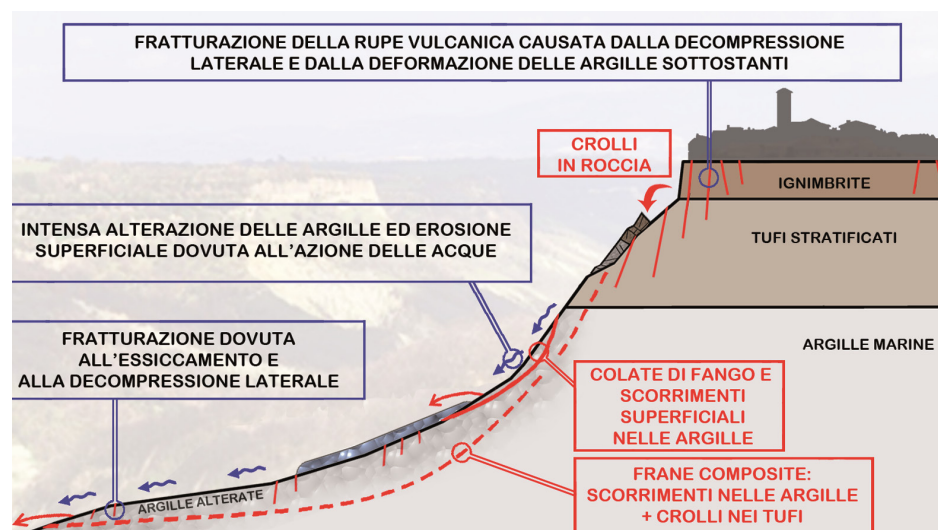 FRATTURAZIONE DELLA RUPE VULCANICA CAUSATA DALLA DECOMPRESSIONE
LATERALE E DALLA DEFORMAZIONE DELLE ARGILLE SOTTOSTANTI
CROLLI
IN ROCCIA
IGNIMBRITE
TUFI STRATIFICATI
INTENSA ALTERAZIONE DELLE ARGILLE ED EROSIONE
SUPERFICIALE DOVUTA ALL'AZIONE DELLE ACQUE
FRATTURAZIONE DOVUTA
ALL'ESSICCAMENTO E
ALLA DECOMPRESSIONE LATERALE
ARGILLE MARINE
COLATE DI FANGO E
SCORRIMENTI
SUPERFICIALI
NELLE ARGILLE
FRANE COMPOSITE:
SCORRIMENTI NELLE ARGILLE
+ CROLLI NEI TUFI
ARGILLE ALTERATE